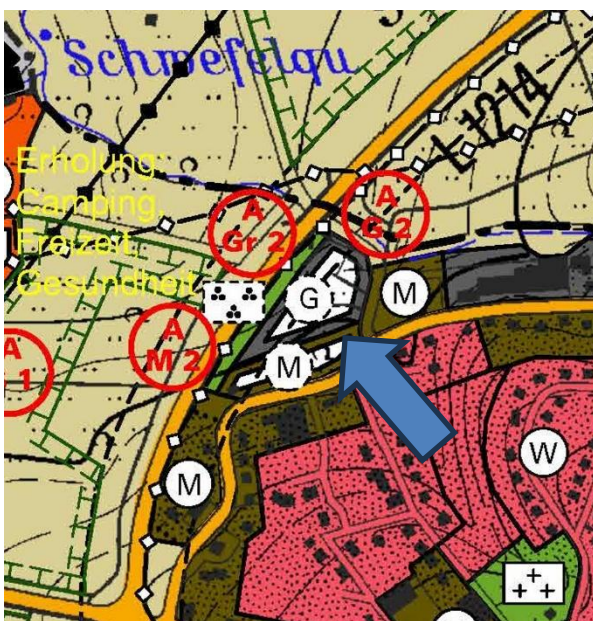 Schwefelqu
L 1214
Erholung:
Camping,
Freizeit,
Gesundheit
A
Gr 2
A
G 2
G
M
A
M 2
M
A
1
W
M